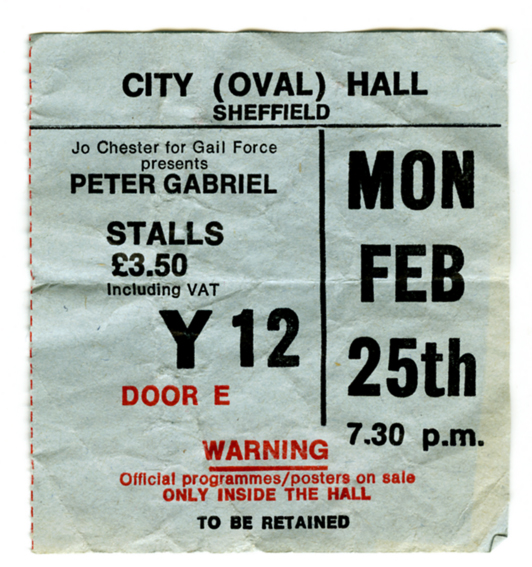 CITY (OVAL) HALL
SHEFFIELD
Jo Chester for Gail Force
presents
PETER GABRIEL
STALLS
£3.50
Including VAT
Y 12
DOOR E
MON
FEB
25th
7.30 p.m.
WARNING
Official programmes/posters on sale
ONLY INSIDE THE HALL
TO BE RETAINED